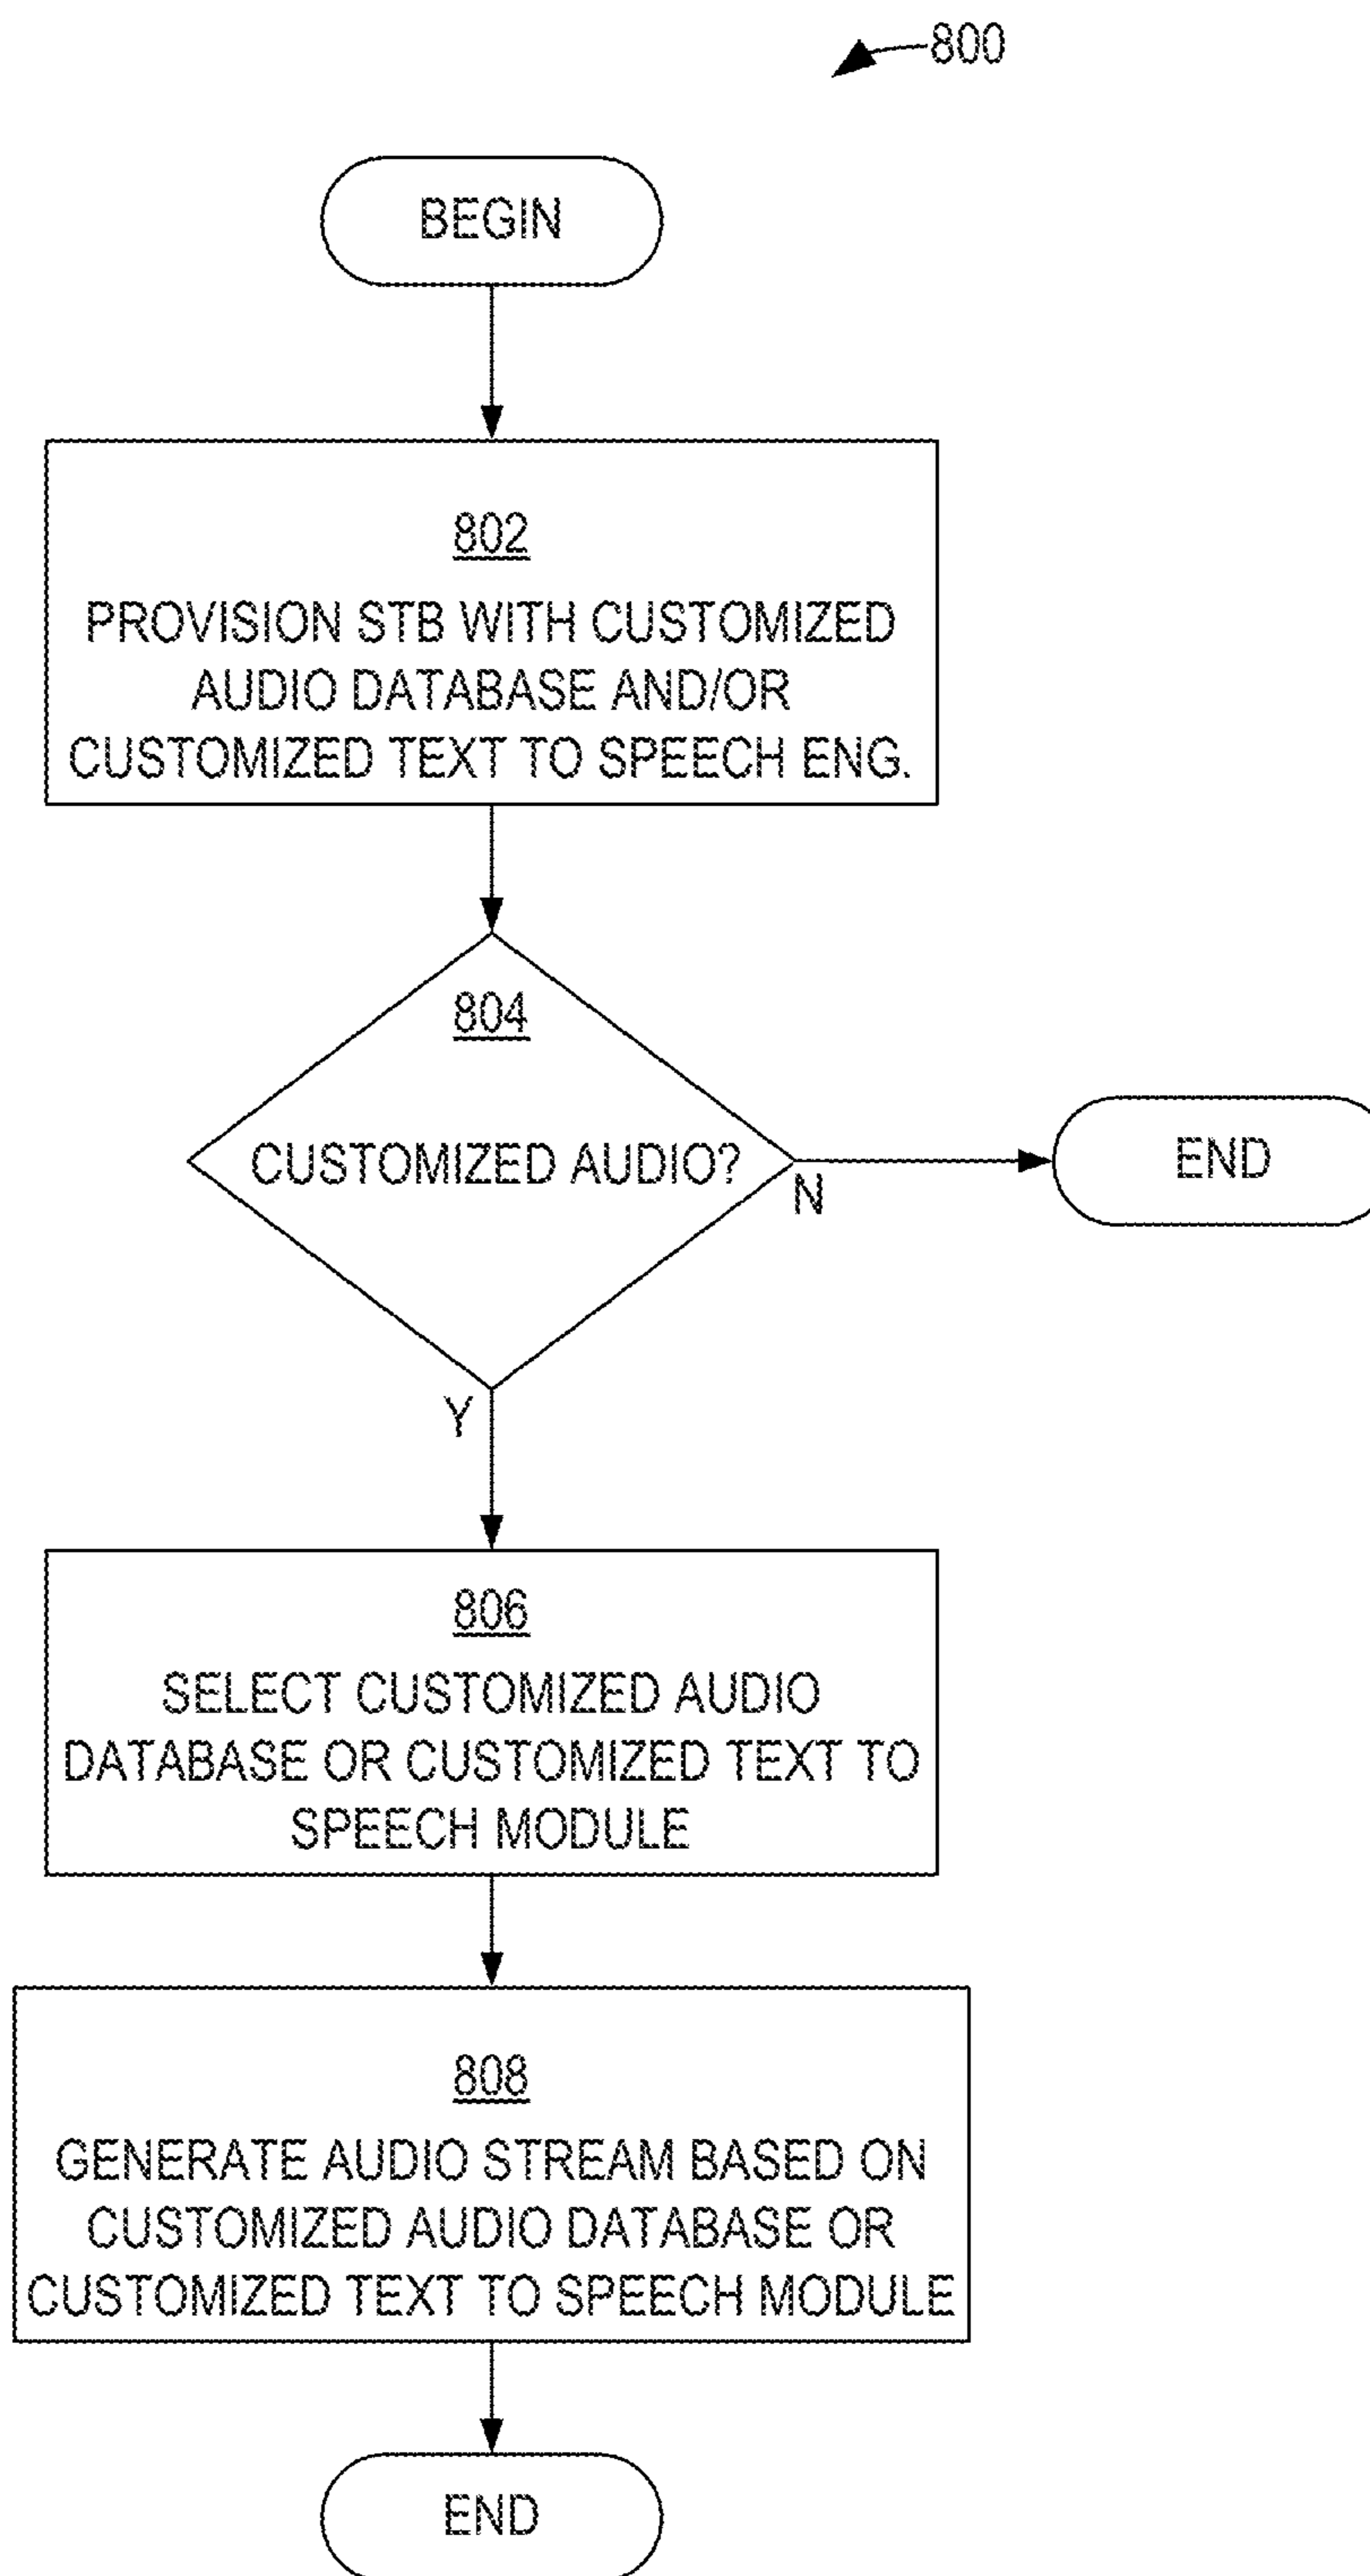 800
BEGIN
802
PROVISION STB WITH CUSTOMIZED
AUDIO DATABASE AND/OR
CUSTOMIZED TEXT TO SPEECH ENG.
804
CUSTOMIZED AUDIO?
N
END
Y
806
SELECT CUSTOMIZED AUDIO
DATABASE OR CUSTOMIZED TEXT TO
SPEECH MODULE
808
GENERATE AUDIO STREAM BASED ON
CUSTOMIZED AUDIO DATABASE OR
CUSTOMIZED TEXT TO SPEECH MODULE
END